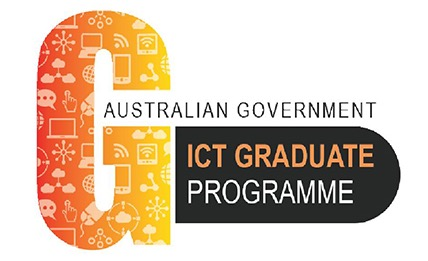 G
AUSTRALIAN GOVERNMENT
ICT GRADUATE
PROGRAMME